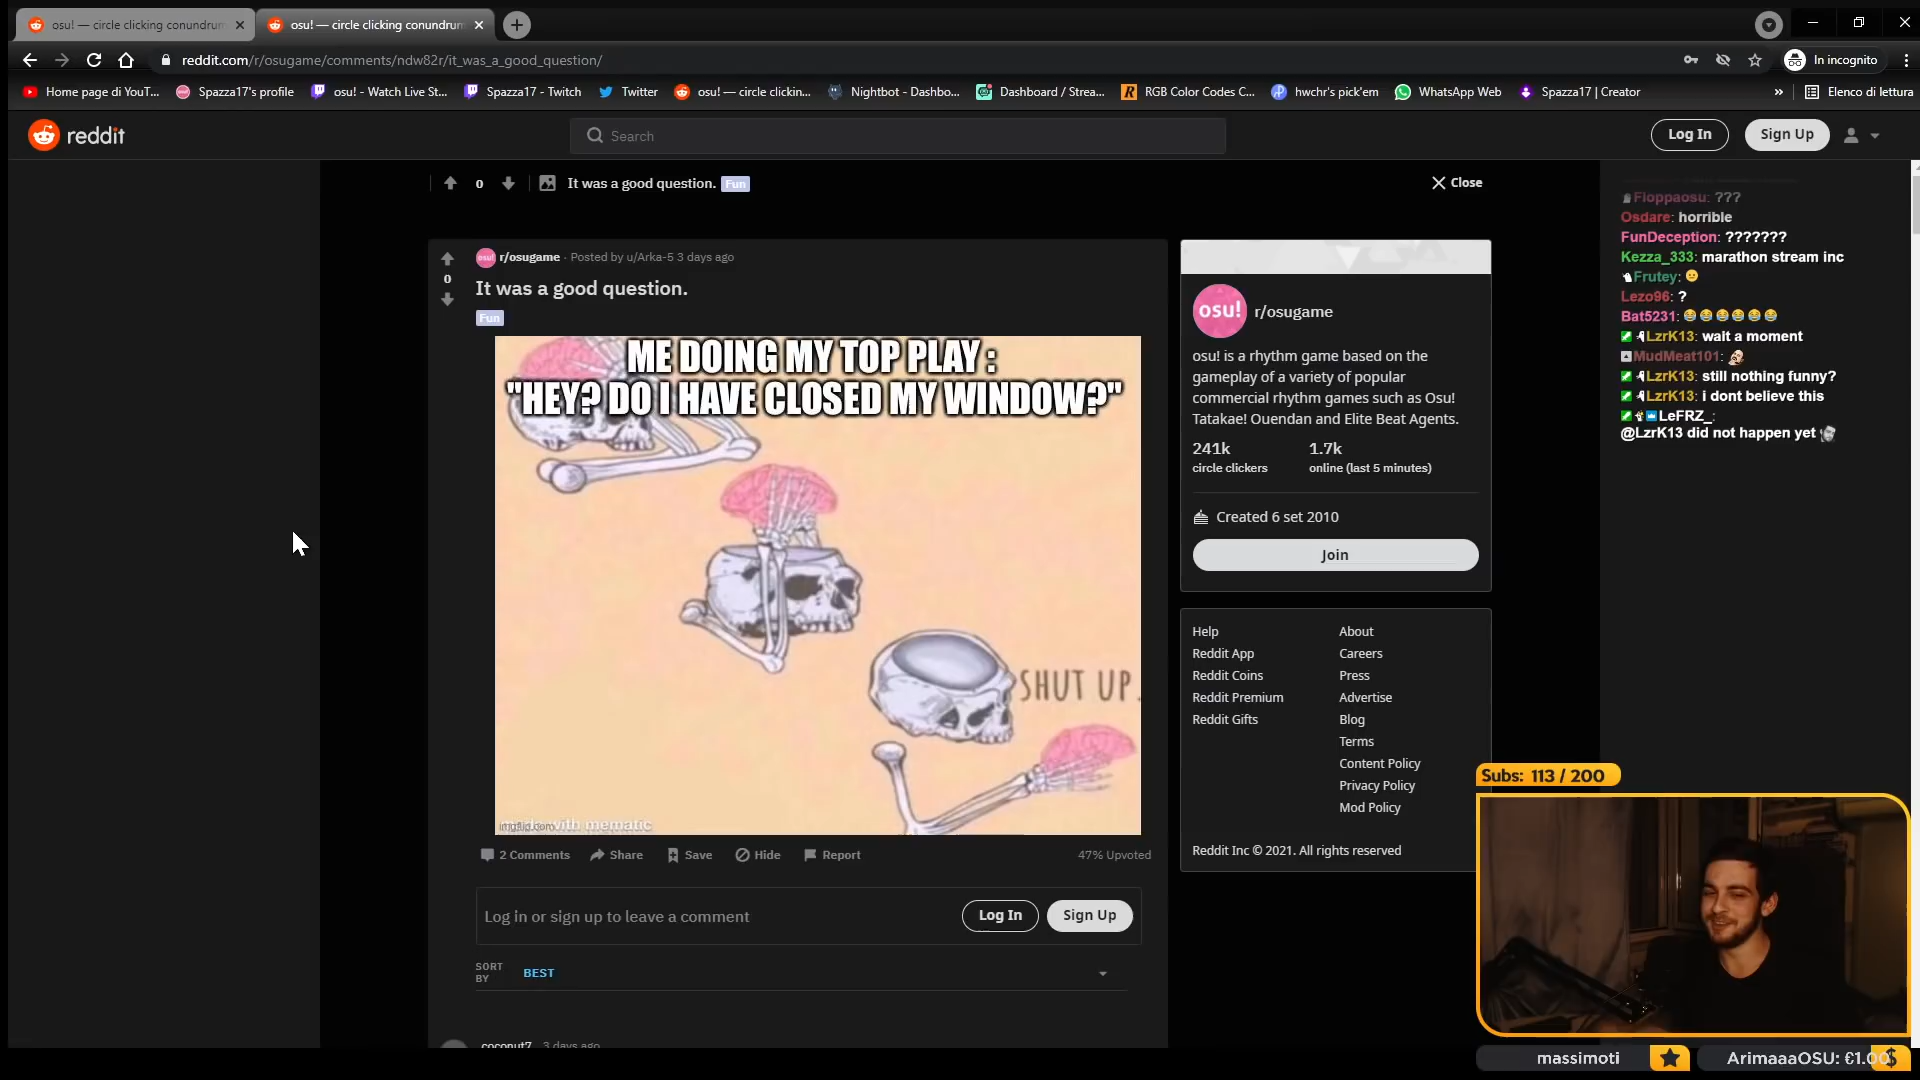 osu! — circle clicking conundrum
osu! — circle clicking conundrum
reddit.com/r/osugame/comments/ndw82r/it_was_a_good_question/
In incognito
Home page di YouT...
Spazza17's profile
osu! - Watch Live St...
Spazza17 - Twitch
Twitter
osu! — circle clickin...
Nightbot - Dashbo...
Dashboard / Strea...
RGB Color Codes C...
hwchr's pick'em
WhatsApp Web
Spazza17 | Creator
»
Elenco di lettura
reddit
Search
Log In
Sign Up
0
It was a good question.
Fun
Close
r/osugame · Posted by u/Arka-5 3 days ago
0
It was a good question.
Fun
ME DOING MY TOP PLAY :
"HEY? DO I HAVE CLOSED MY WINDOW?"
SHUT UP.
imgflip.com
with mematic
2 Comments
Share
Save
Hide
Report
47% Upvoted
Log in or sign up to leave a comment
Log In
Sign Up
SORT BY
BEST
coconut7 3 days ago
osu!
r/osugame
osu! is a rhythm game based on the
gameplay of a variety of popular
commercial rhythm games such as Osu!
Tatakae! Ouendan and Elite Beat Agents.
241k
1.7k
circle clickers
online (last 5 minutes)
Created 6 set 2010
Join
Help
About
Reddit App
Careers
Reddit Coins
Press
Reddit Premium
Advertise
Reddit Gifts
Blog
Terms
Content Policy
Privacy Policy
Mod Policy
Reddit Inc © 2021. All rights reserved
Floppaosu: ???
Osdare: horrible
FunDeception: ???????
Kezza_333: marathon stream inc
Frutey:
Lezo96: ?
Bat5231:
LzrK13: wait a moment
MudMeat101:
LzrK13: still nothing funny?
LzrK13: i dont believe this
LeFRZ_:
@LzrK13 did not happen yet
Subs: 113 / 200
massimoti
ArimaaaOSU: €1.00